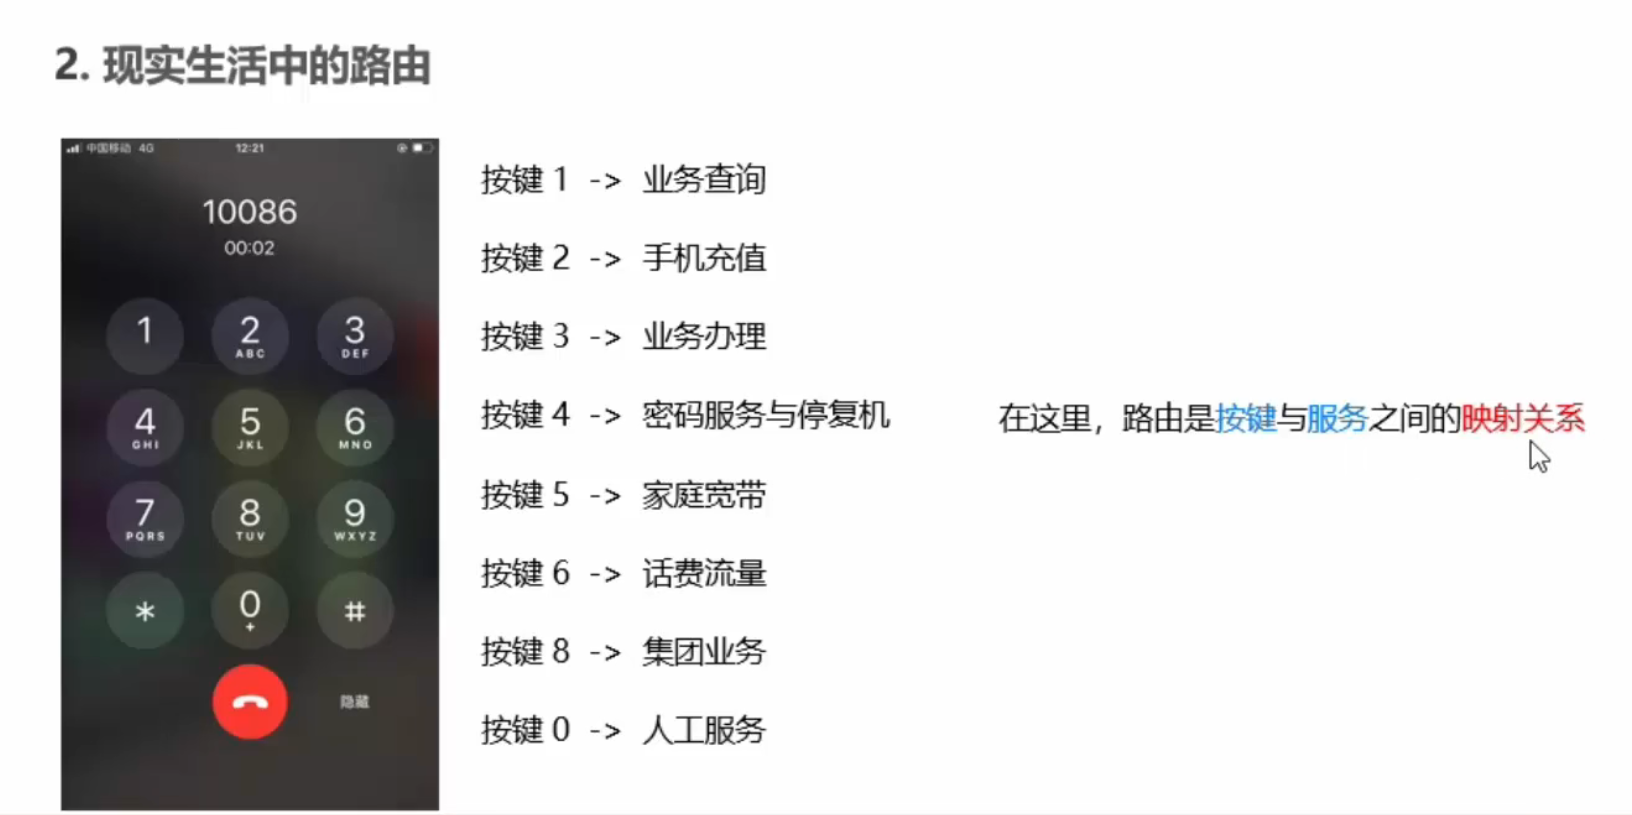 2. 现实生活中的路由
中国移动 4G 12:21
10086
00:02
1 2 3
ABC DEF
4 5 6
GHI JKL MNO
7 8 9
PQRS TUV WXYZ
* 0 #
+
隐藏
按键 1 -> 业务查询
按键 2 -> 手机充值
按键 3 -> 业务办理
按键 4 -> 密码服务与停复机
按键 5 -> 家庭宽带
按键 6 -> 话费流量
按键 8 -> 集团业务
按键 0 -> 人工服务
在这里，路由是按键与服务之间的映射关系